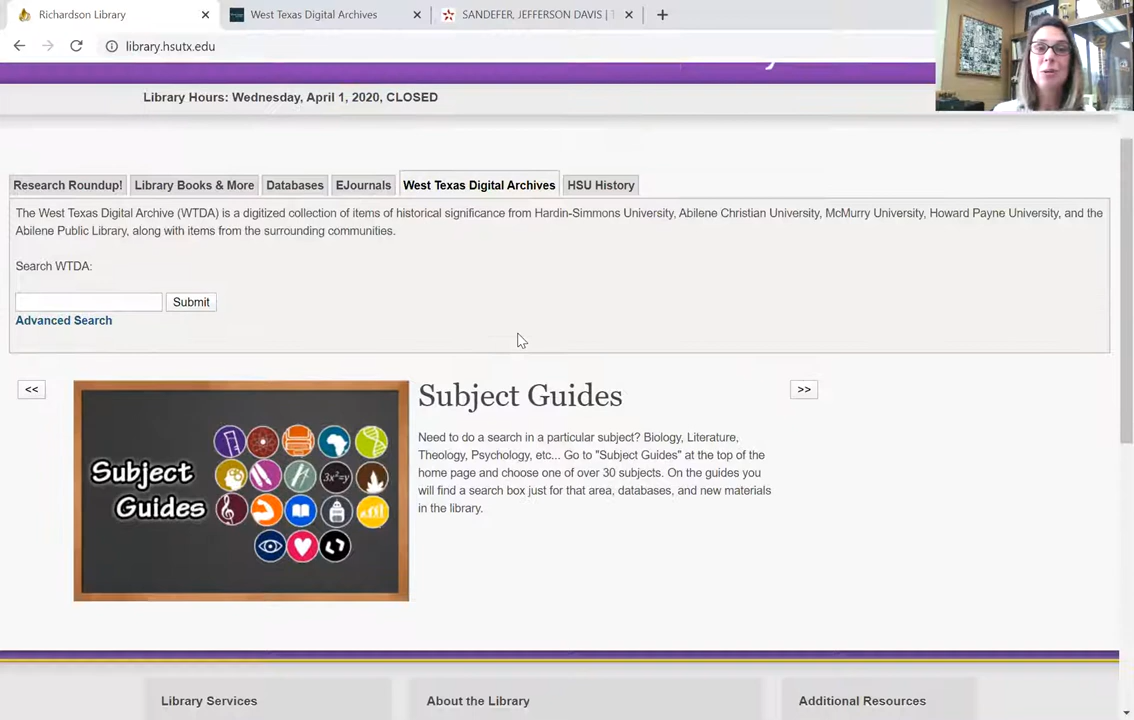 Richardson Library
West Texas Digital Archives
SANDEFER, JEFFERSON DAVIS |
library.hsutx.edu
Library Hours: Wednesday, April 1, 2020, CLOSED
Research Roundup!
Library Books & More
Databases
EJournals
West Texas Digital Archives
HSU History
The West Texas Digital Archive (WTDA) is a digitized collection of items of historical significance from Hardin-Simmons University, Abilene Christian University, McMurry University, Howard Payne University, and the
Abilene Public Library, along with items from the surrounding communities.
Search WTDA:
Submit
Advanced Search
<<
Subject Guides
>>
Subject
Guides
3x²=y
Need to do a search in a particular subject? Biology, Literature,
Theology, Psychology, etc... Go to "Subject Guides" at the top of the
home page and choose one of over 30 subjects. On the guides you
will find a search box just for that area, databases, and new materials
in the library.
Library Services
About the Library
Additional Resources